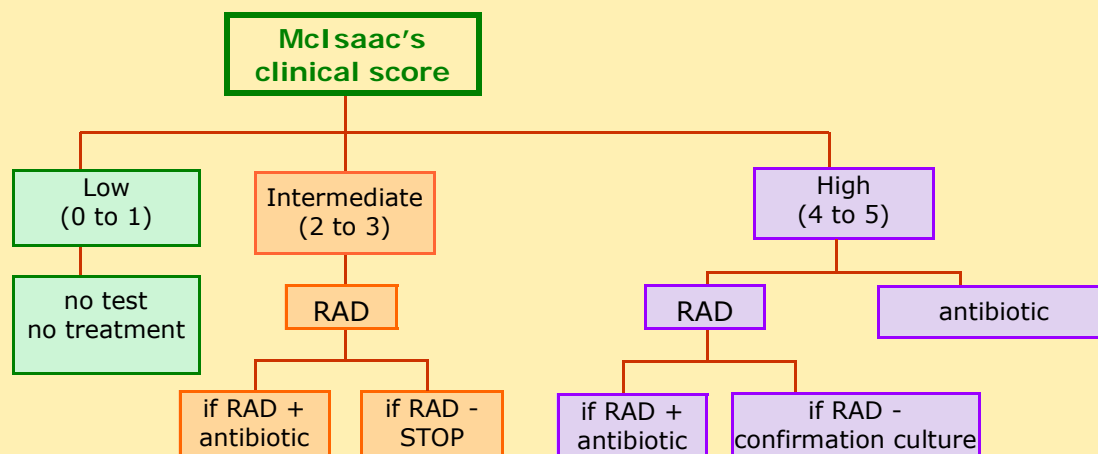 McIsaac's
clinical score
Low
(0 to 1)
Intermediate
(2 to 3)
High
(4 to 5)
no test
no treatment
RAD
RAD
antibiotic
if RAD +
antibiotic
if RAD -
STOP
if RAD +
antibiotic
if RAD -
confirmation culture